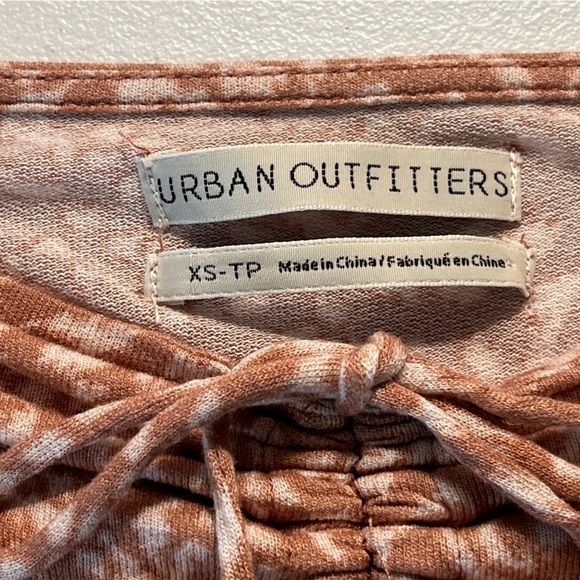 URBAN OUTFITTERS
XS-TP Made in China / Fabriqué en Chine